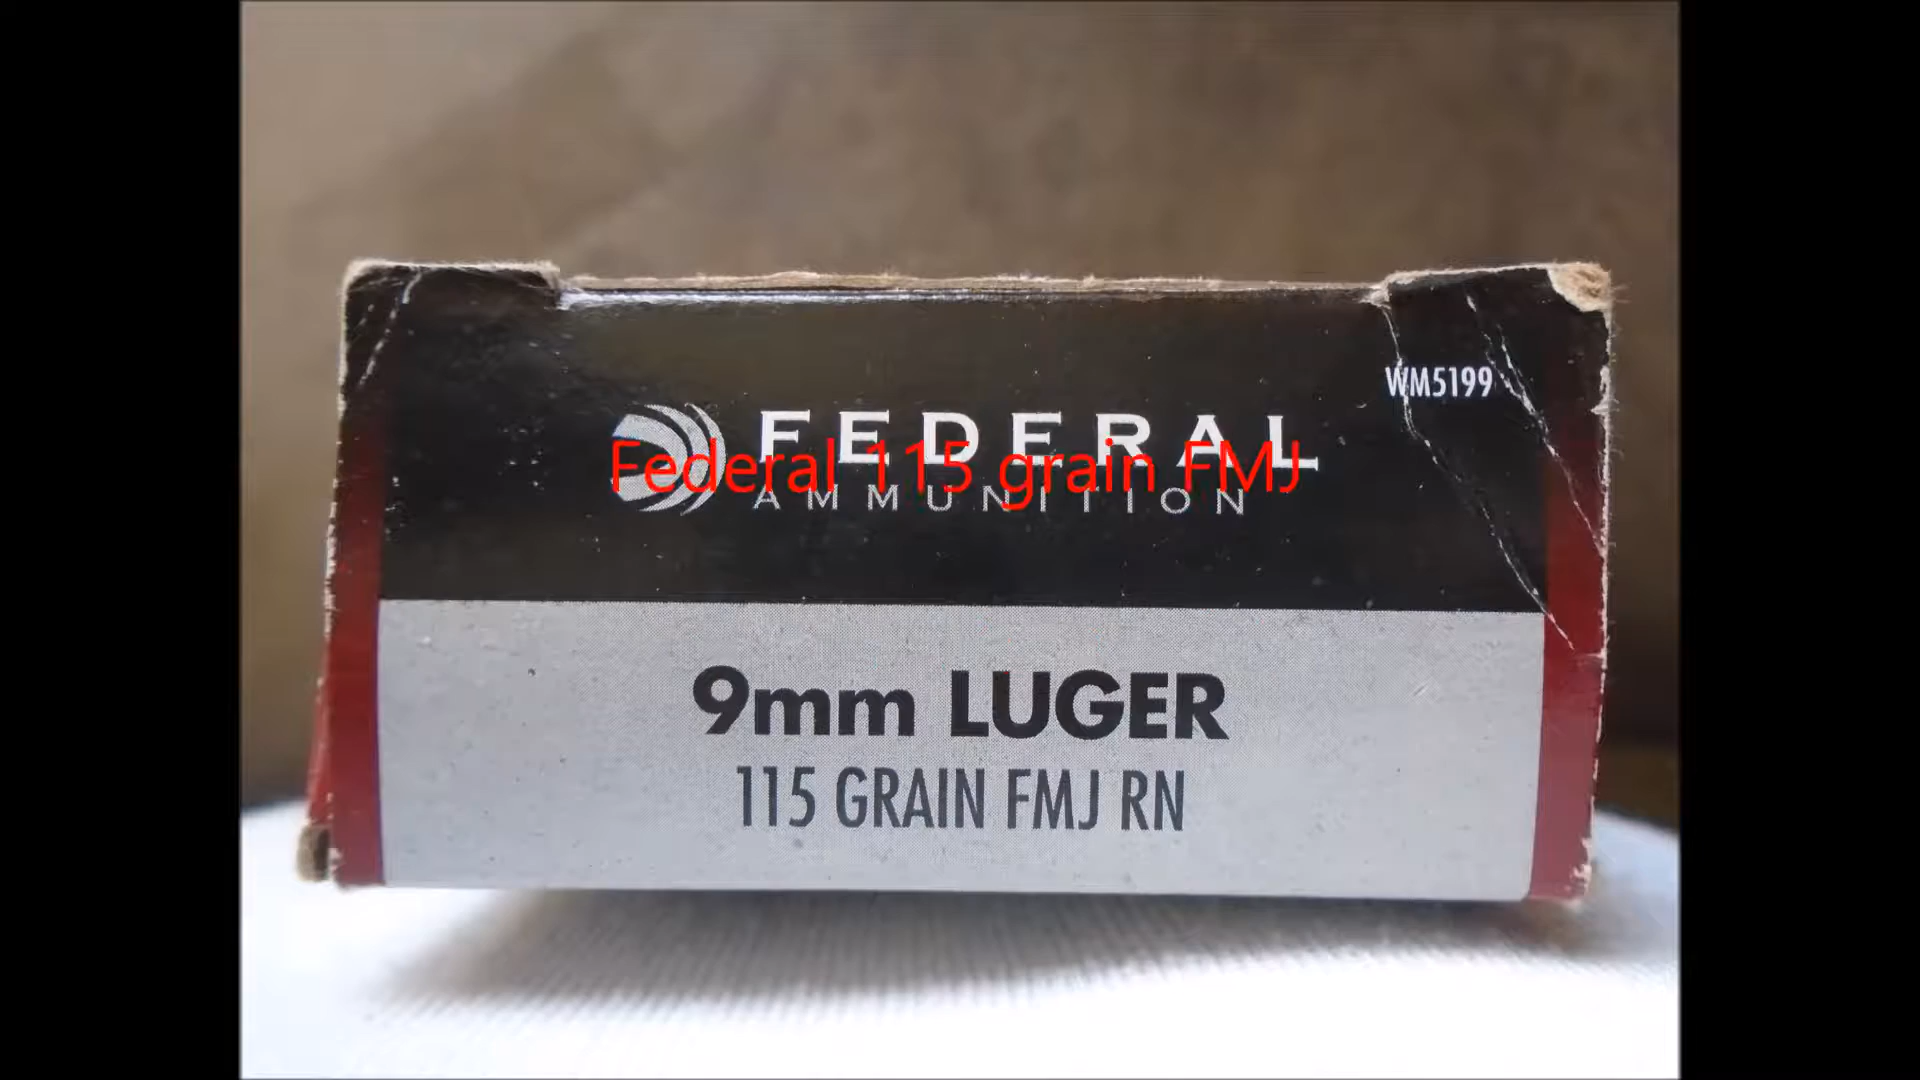 WM5199
FEDERAL
Federal 115 grain FMJ
AMMUNITION
9mm LUGER
115 GRAIN FMJ RN